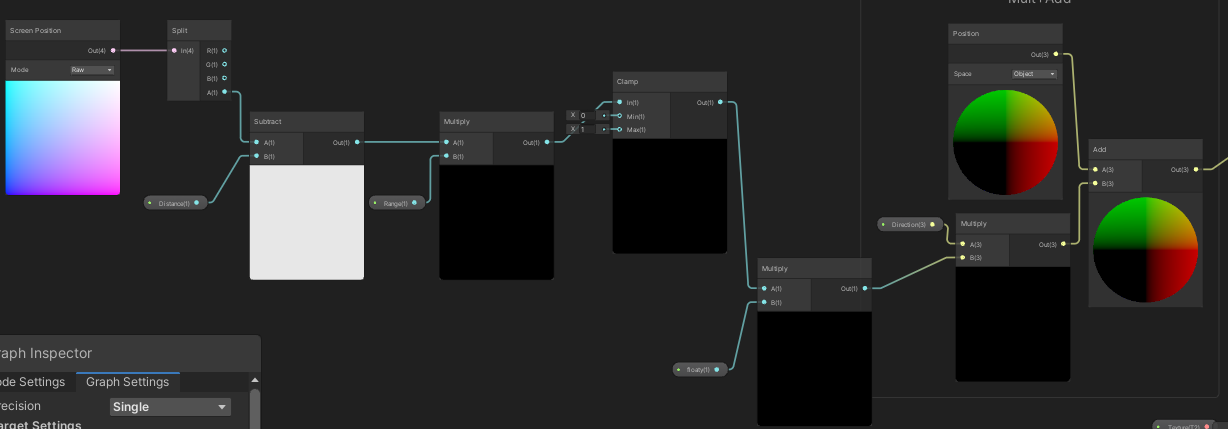 Mult+Add
Screen Position
Out(4)
Mode
Raw
Split
In(4)
R(1)
G(1)
B(1)
A(1)
Subtract
A(1)
Out(1)
B(1)
Distance(1)
Multiply
A(1)
Out(1)
B(1)
Range(1)
Clamp
X 0
X 1
In(1)
Out(1)
Min(1)
Max(1)
Multiply
A(1)
Out(1)
B(1)
floaty(1)
Position
Out(3)
Space
Object
Direction(3)
Multiply
A(3)
Out(3)
B(3)
Add
A(3)
Out(3)
B(3)
raph Inspector
ode Settings
Graph Settings
recision
Single
arget Settings
Texture(T2)